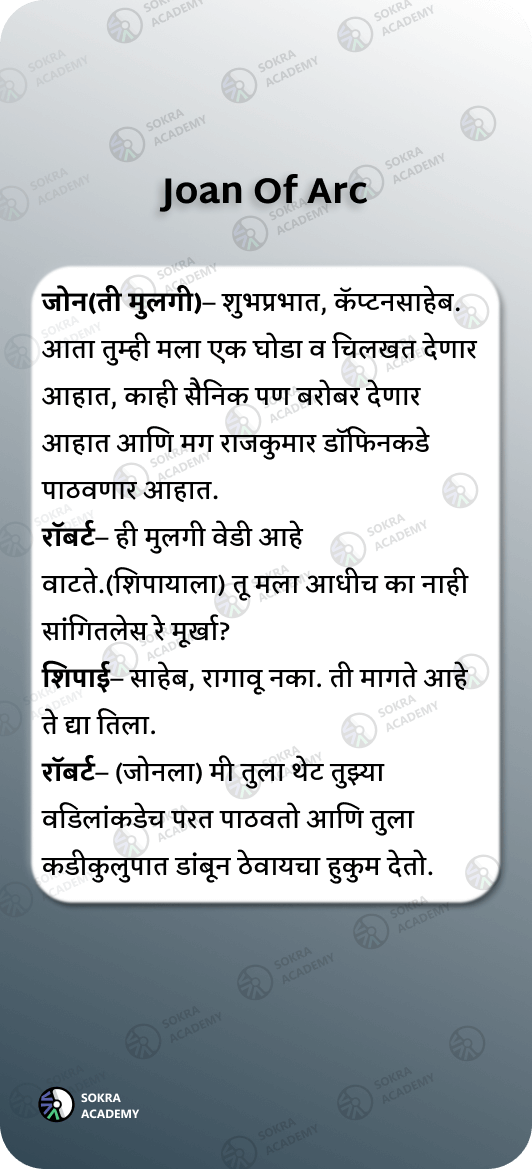 Joan Of Arc
जोन(ती मुलगी)– शुभप्रभात, कॅप्टनसाहेब.
आता तुम्ही मला एक घोडा व चिलखत देणार
आहात, काही सैनिक पण बरोबर देणार
आहात आणि मग राजकुमार डॉफिनकडे
पाठवणार आहात.
रॉबर्ट– ही मुलगी वेडी आहे
वाटते.(शिपायाला) तू मला आधीच का नाही
सांगितलेस रे मूर्खा?
शिपाई– साहेब, रागावू नका. ती मागते आहे
ते द्या तिला.
रॉबर्ट– (जोनला) मी तुला थेट तुझ्या
वडिलांकडेच परत पाठवतो आणि तुला
कडीकुलुपात डांबून ठेवायचा हुकुम देतो.
SOKRA
ACADEMY